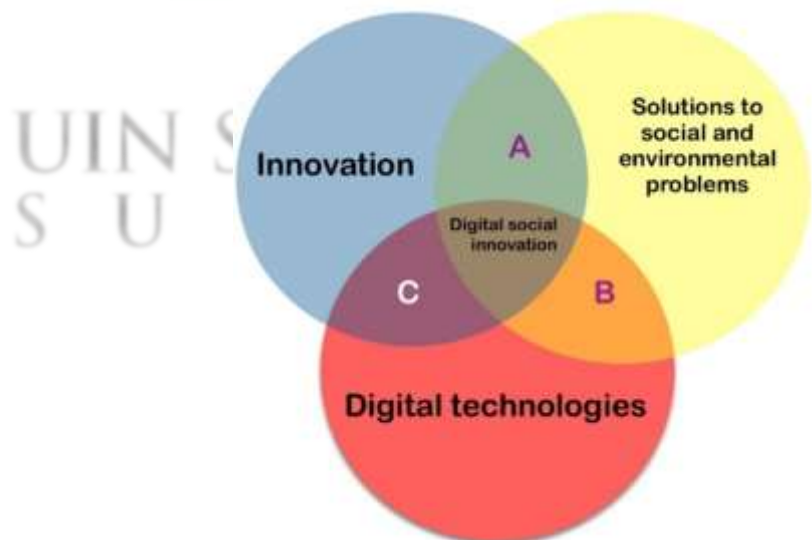 UIN S
S U
Innovation
A
Solutions to
social and
environmental
problems
Digital social
innovation
C
B
Digital technologies